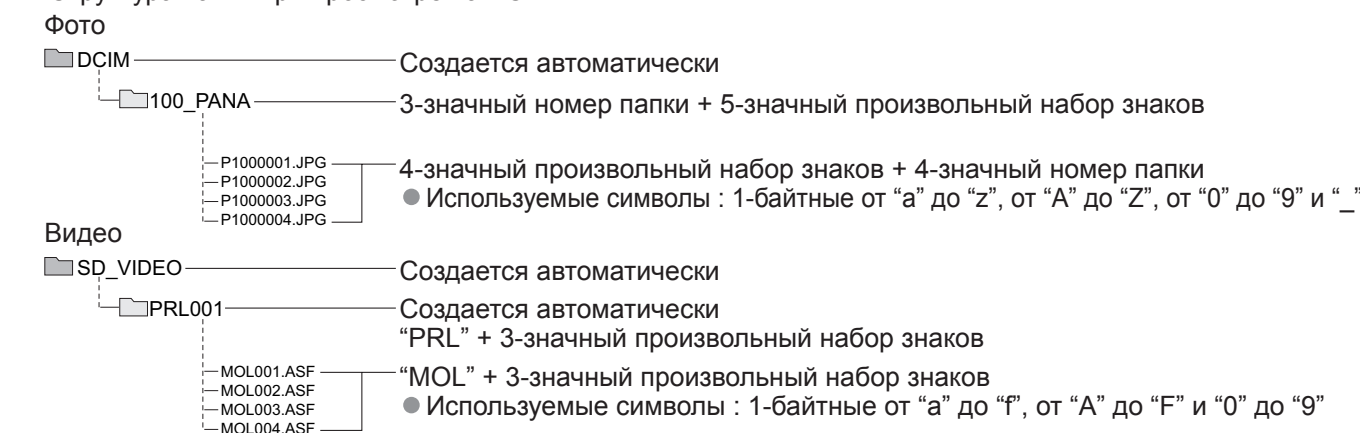 Фото
DCIM Создается автоматически
100_PANA 3-значный номер папки + 5-значный произвольный набор знаков
P1000001.JPG 4-значный произвольный набор знаков + 4-значный номер папки
P1000002.JPG ● Используемые символы : 1-байтные от “a” до “z”, от “A” до “Z”, от “0” до “9” и “_”
P1000003.JPG
P1000004.JPG
Видео
SD_VIDEO Создается автоматически
PRL001 Создается автоматически
“PRL” + 3-значный произвольный набор знаков
MOL001.ASF “MOL” + 3-значный произвольный набор знаков
MOL002.ASF
MOL003.ASF ● Используемые символы : 1-байтные от “a” до “f”, от “A” до “F” и “0” до “9”
MOL004.ASF